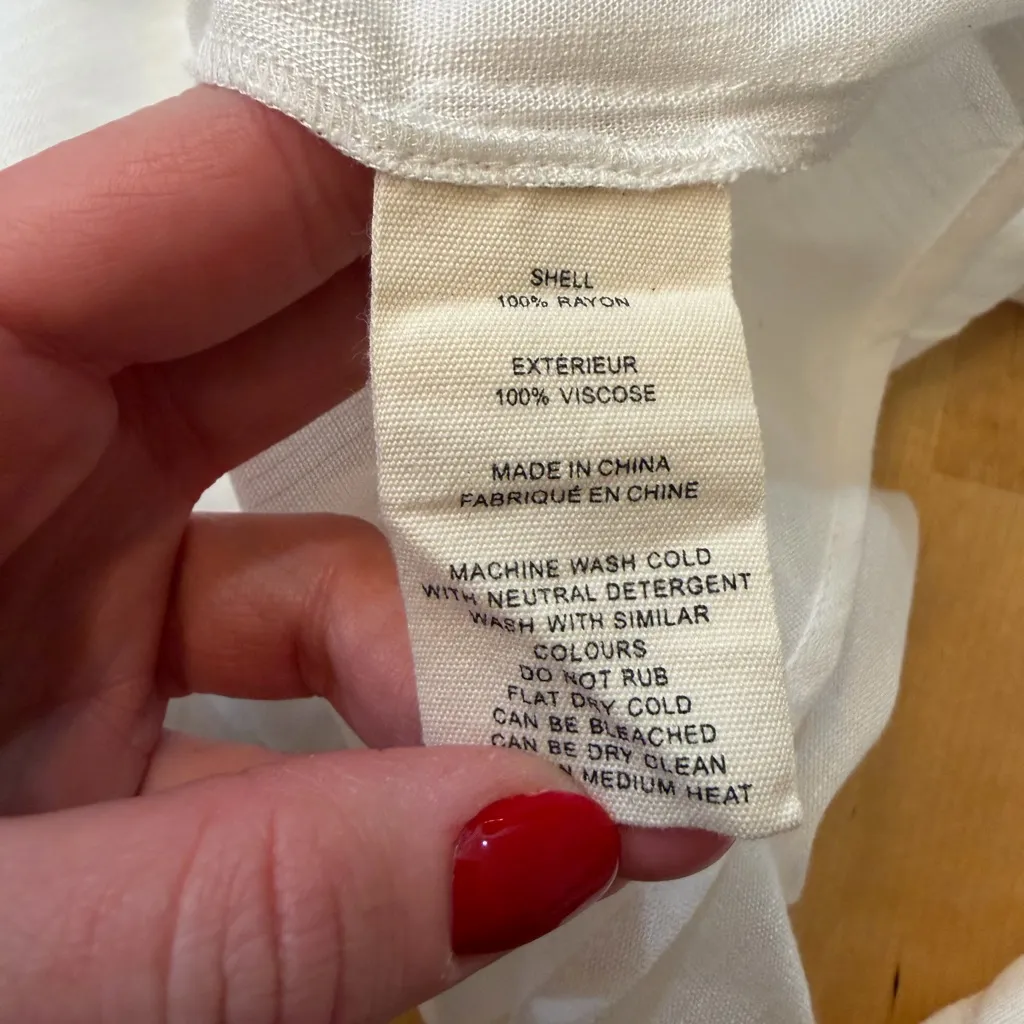 SHELL
100% RAYON
EXTÉRIEUR
100% VISCOSE
MADE IN CHINA
FABRIQUÉ EN CHINE
MACHINE WASH COLD
WITH NEUTRAL DETERGENT
WASH WITH SIMILAR
COLOURS
DO NOT RUB
FLAT DRY COLD
CAN BE BLEACHED
CAN BE DRY CLEAN
MEDIUM HEAT